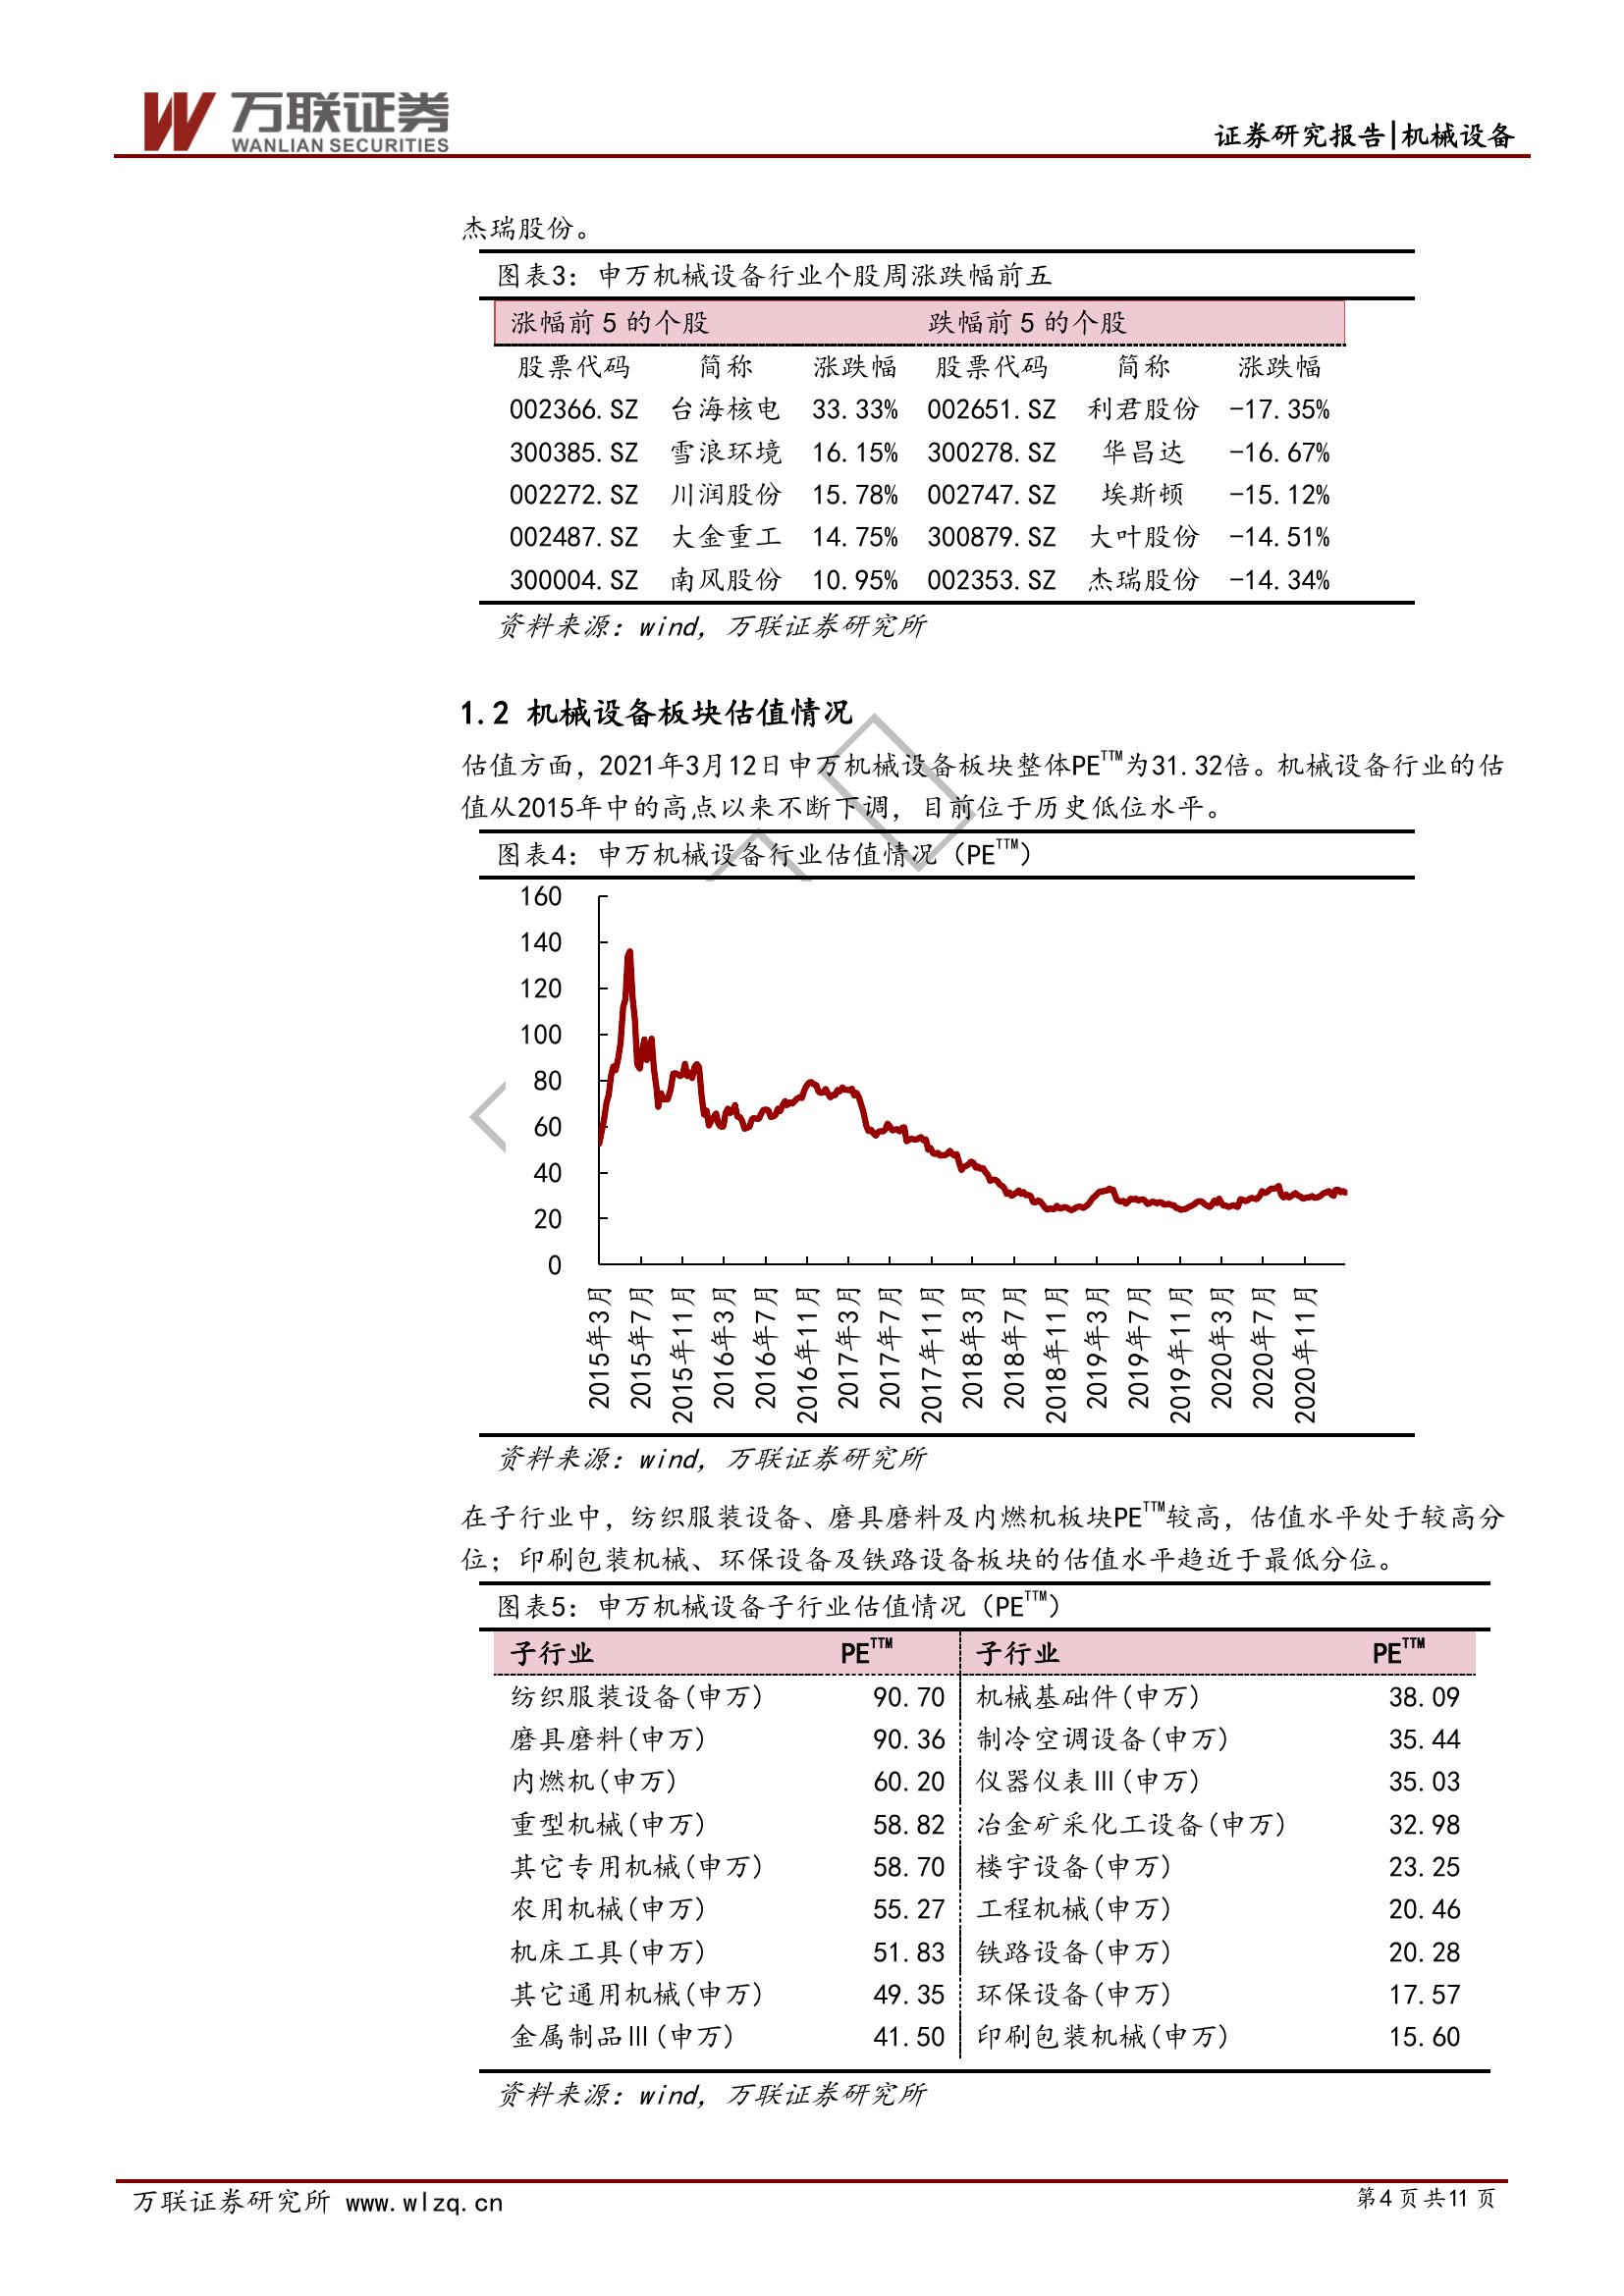 万联证券
WANLIAN SECURITIES
证券研究报告|机械设备
杰瑞股份。
图表3：申万机械设备行业个股周涨跌幅前五
涨幅前 5 的个股 跌幅前 5 的个股
股票代码 简称 涨跌幅 股票代码 简称 涨跌幅
002366.SZ 台海核电 33.33% 002651.SZ 利君股份 -17.35%
300385.SZ 雪浪环境 16.15% 300278.SZ 华昌达 -16.67%
002272.SZ 川润股份 15.78% 002747.SZ 埃斯顿 -15.12%
002487.SZ 大金重工 14.75% 300879.SZ 大叶股份 -14.51%
300004.SZ 南风股份 10.95% 002353.SZ 杰瑞股份 -14.34%
资料来源：wind，万联证券研究所
1.2 机械设备板块估值情况
估值方面，2021年3月12日申万机械设备板块整体PE^TTM为31.32倍。机械设备行业的估
值从2015年中的高点以来不断下调，目前位于历史低位水平。
图表4：申万机械设备行业估值情况（PE^TTM）
160
140
120
100
80
60
40
20
0
2015年3月
2015年7月
2015年11月
2016年3月
2016年7月
2016年11月
2017年3月
2017年7月
2017年11月
2018年3月
2018年7月
2018年11月
2019年3月
2019年7月
2019年11月
2020年3月
2020年7月
2020年11月
资料来源：wind，万联证券研究所
在子行业中，纺织服装设备、磨具磨料及内燃机板块PE^TTM较高，估值水平处于较高分
位；印刷包装机械、环保设备及铁路设备板块的估值水平趋近于最低分位。
图表5：申万机械设备子行业估值情况（PE^TTM）
子行业 PE^TTM 子行业 PE^TTM
纺织服装设备(申万) 90.70 机械基础件(申万) 38.09
磨具磨料(申万) 90.36 制冷空调设备(申万) 35.44
内燃机(申万) 60.20 仪器仪表Ⅲ(申万) 35.03
重型机械(申万) 58.82 冶金矿采化工设备(申万) 32.98
其它专用机械(申万) 58.70 楼宇设备(申万) 23.25
农用机械(申万) 55.27 工程机械(申万) 20.46
机床工具(申万) 51.83 铁路设备(申万) 20.28
其它通用机械(申万) 49.35 环保设备(申万) 17.57
金属制品Ⅲ(申万) 41.50 印刷包装机械(申万) 15.60
资料来源：wind，万联证券研究所
万联证券研究所 www.wlzq.cn
第4 页 共11 页